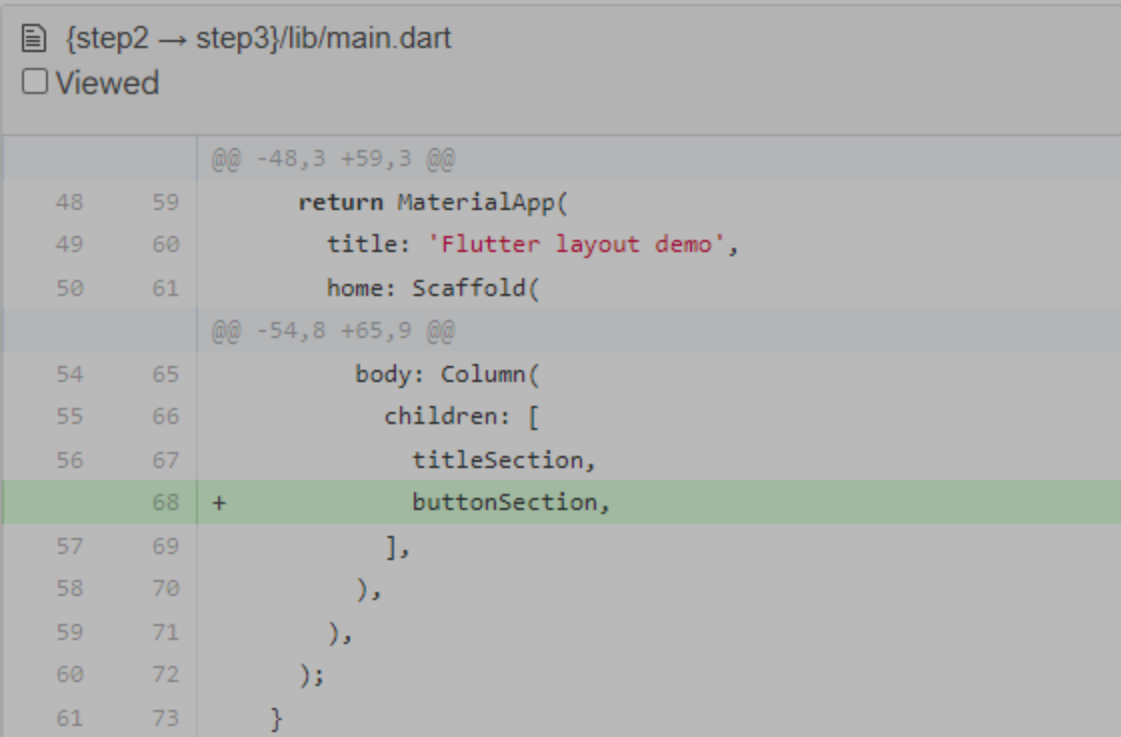 {step2 → step3}/lib/main.dart
Viewed
@@ -48,3 +59,3 @@
48 59 return MaterialApp(
49 60 title: 'Flutter layout demo',
50 61 home: Scaffold(
@@ -54,8 +65,9 @@
54 65 body: Column(
55 66 children: [
56 67 titleSection,
68 + buttonSection,
57 69 ],
58 70 ),
59 71 ),
60 72 );
61 73 }